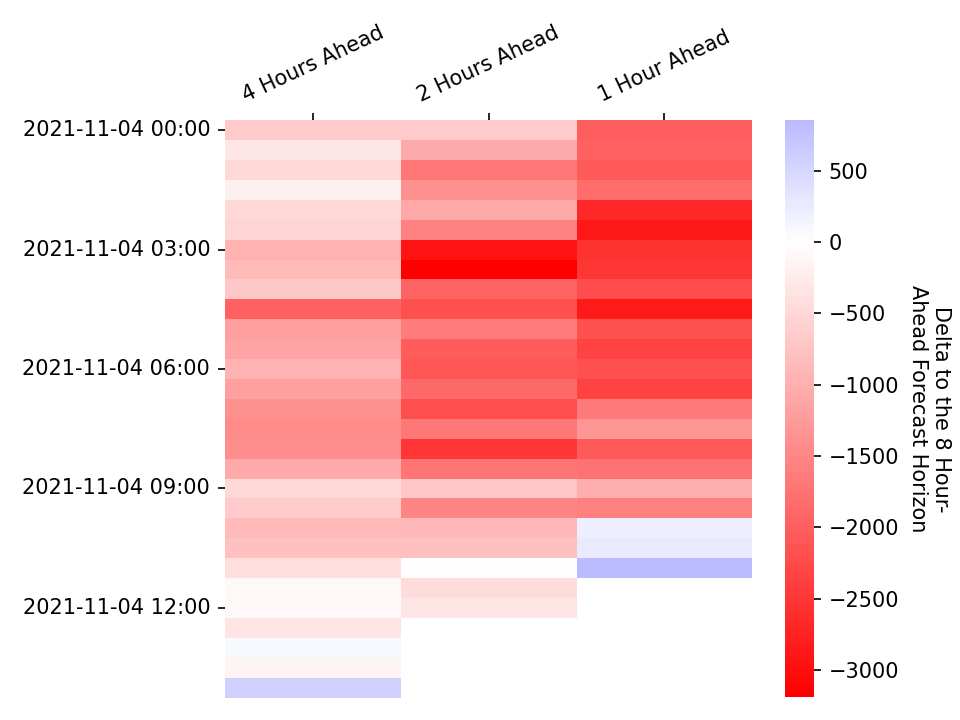 4 Hours Ahead
2 Hours Ahead
1 Hour Ahead
2021-11-04 00:00
2021-11-04 03:00
2021-11-04 06:00
2021-11-04 09:00
2021-11-04 12:00
500
0
−500
−1000
−1500
−2000
−2500
−3000
Delta to the 8 Hour-
Ahead Forecast Horizon